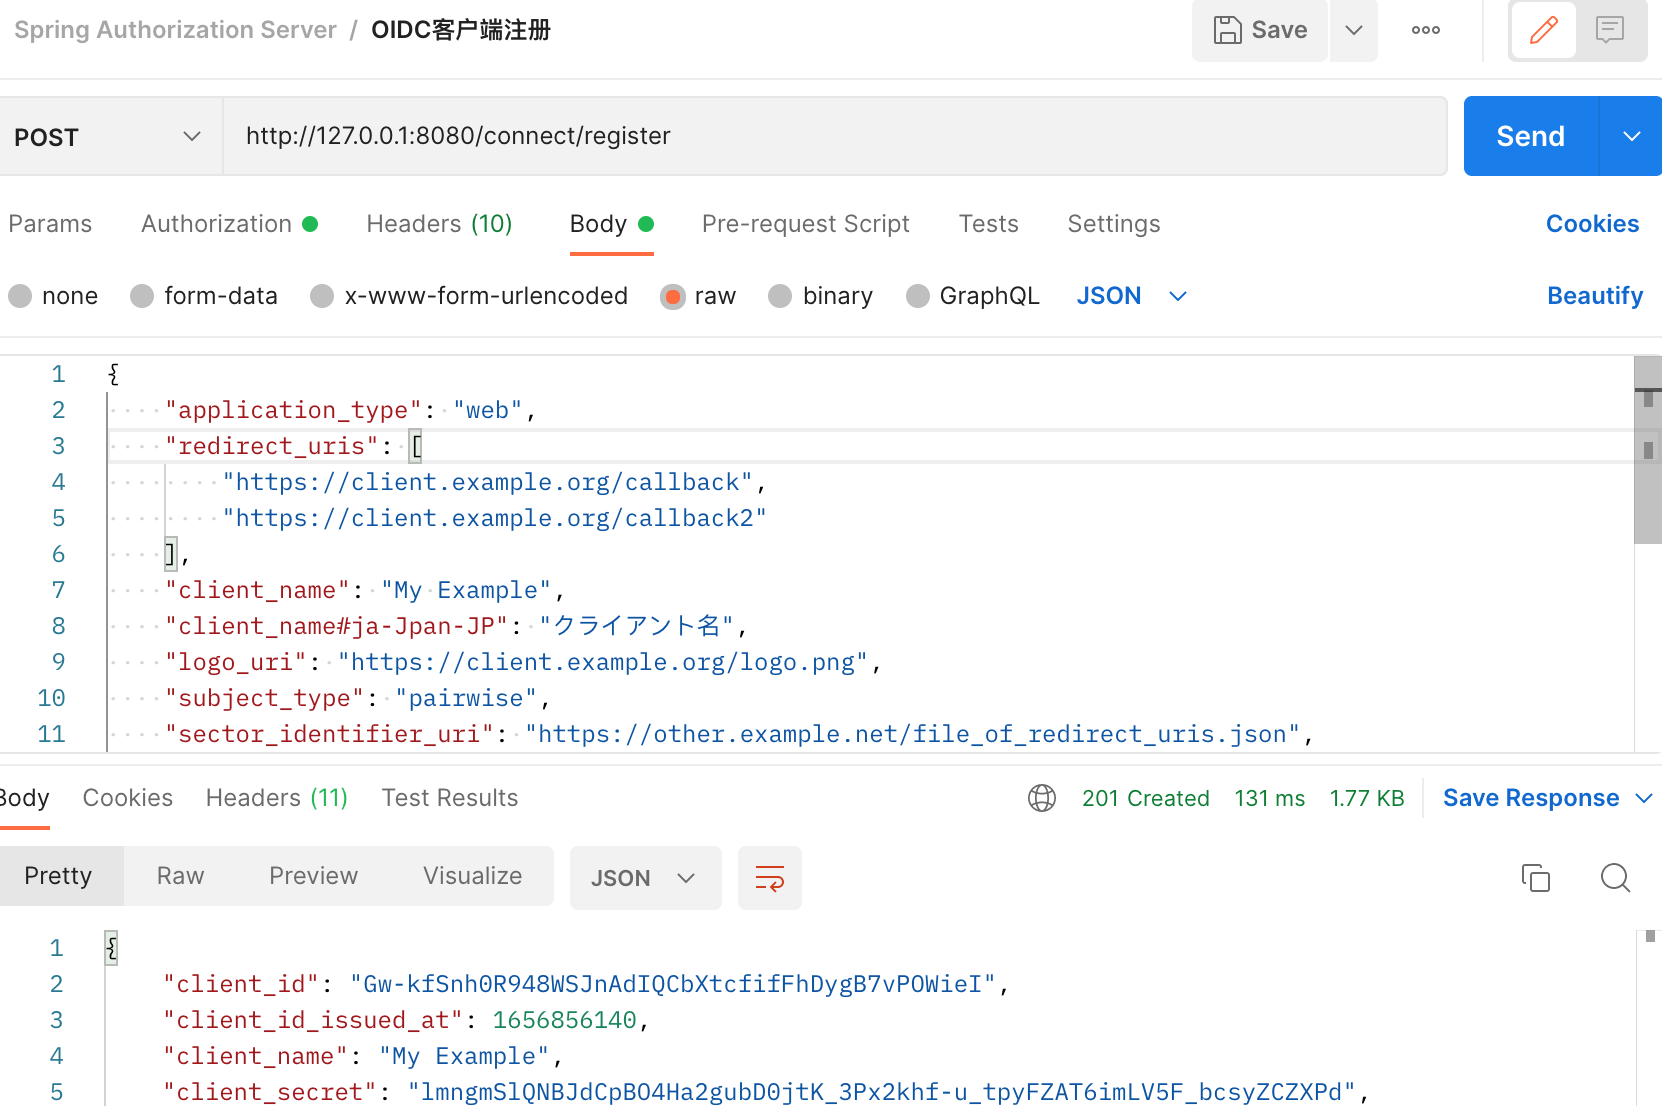 Spring Authorization Server / OIDC客户端注册
Save
POST
http://127.0.0.1:8080/connect/register
Send
Params Authorization Headers (10) Body Pre-request Script Tests Settings Cookies
none form-data x-www-form-urlencoded raw binary GraphQL JSON Beautify
1 {
2 "application_type": "web",
3 "redirect_uris": [
4 "https://client.example.org/callback",
5 "https://client.example.org/callback2"
6 ],
7 "client_name": "My Example",
8 "client_name#ja-Jpan-JP": "クライアント名",
9 "logo_uri": "https://client.example.org/logo.png",
10 "subject_type": "pairwise",
11 "sector_identifier_uri": "https://other.example.net/file_of_redirect_uris.json",
Body Cookies Headers (11) Test Results 201 Created 131 ms 1.77 KB Save Response
Pretty Raw Preview Visualize JSON
1 {
2 "client_id": "Gw-kfSnh0R948WSJnAdIQCbXtcfifFhDygB7vPOWieI",
3 "client_id_issued_at": 1656856140,
4 "client_name": "My Example",
5 "client_secret": "lmngmSlQNBJdCpBO4Ha2gubD0jtK_3Px2khf-u_tpyFZAT6imLV5F_bcsyZCZXPd",